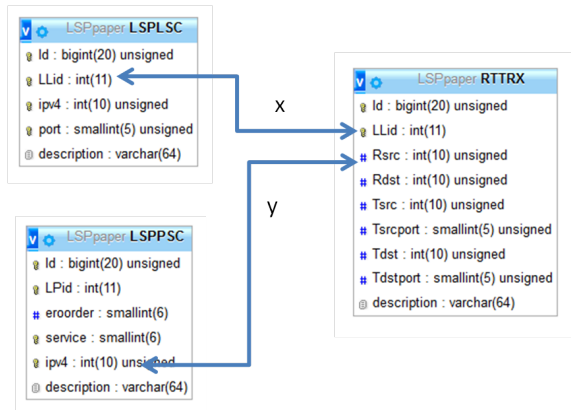 LSPpaper LSPLSC
Id : bigint(20) unsigned
LLid : int(11)
ipv4 : int(10) unsigned
port : smallint(5) unsigned
description : varchar(64)
x
y
LSPpaper RTTRX
Id : bigint(20) unsigned
LLid : int(11)
# Rsrc : int(10) unsigned
# Rdst : int(10) unsigned
# Tsrc : int(10) unsigned
# Tsrcport : smallint(5) unsigned
# Tdst : int(10) unsigned
# Tdstport : smallint(5) unsigned
description : varchar(64)
LSPpaper LSPPSC
Id : bigint(20) unsigned
LPid : int(11)
# eroorder : smallint(6)
service : smallint(6)
ipv4 : int(10) unsigned
description : varchar(64)